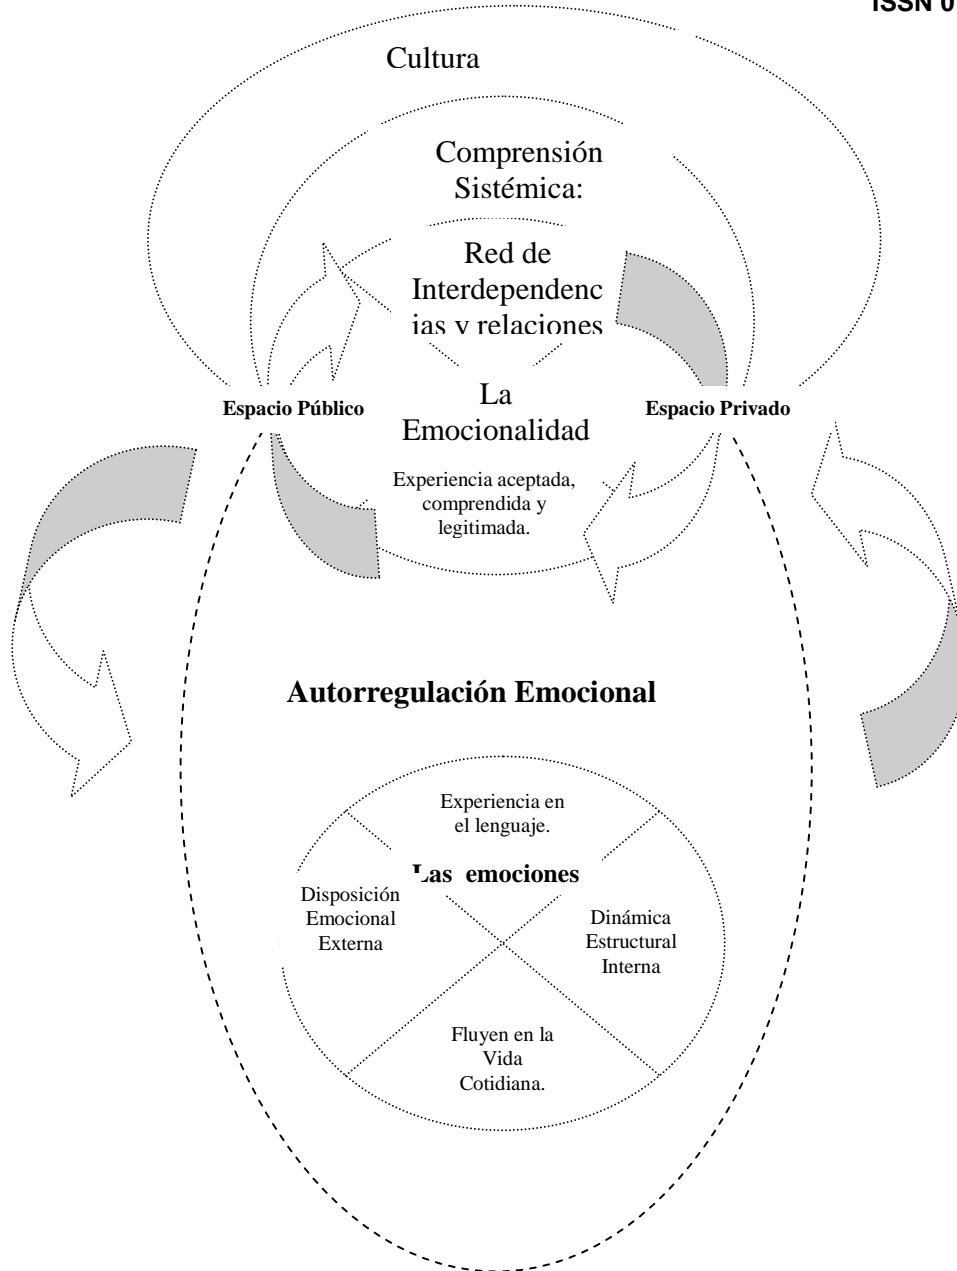 ISSN 0
Cultura
Comprensión
Sistémica:
Red de
Interdependenc
ias y relaciones
Espacio Público
La
Emocionalidad
Espacio Privado
Experiencia aceptada,
comprendida y
legitimada.
Autorregulación Emocional
Experiencia en
el lenguaje.
Las emociones
Disposición
Emocional
Externa
Dinámica
Estructural
Interna
Fluyen en la
Vida
Cotidiana.